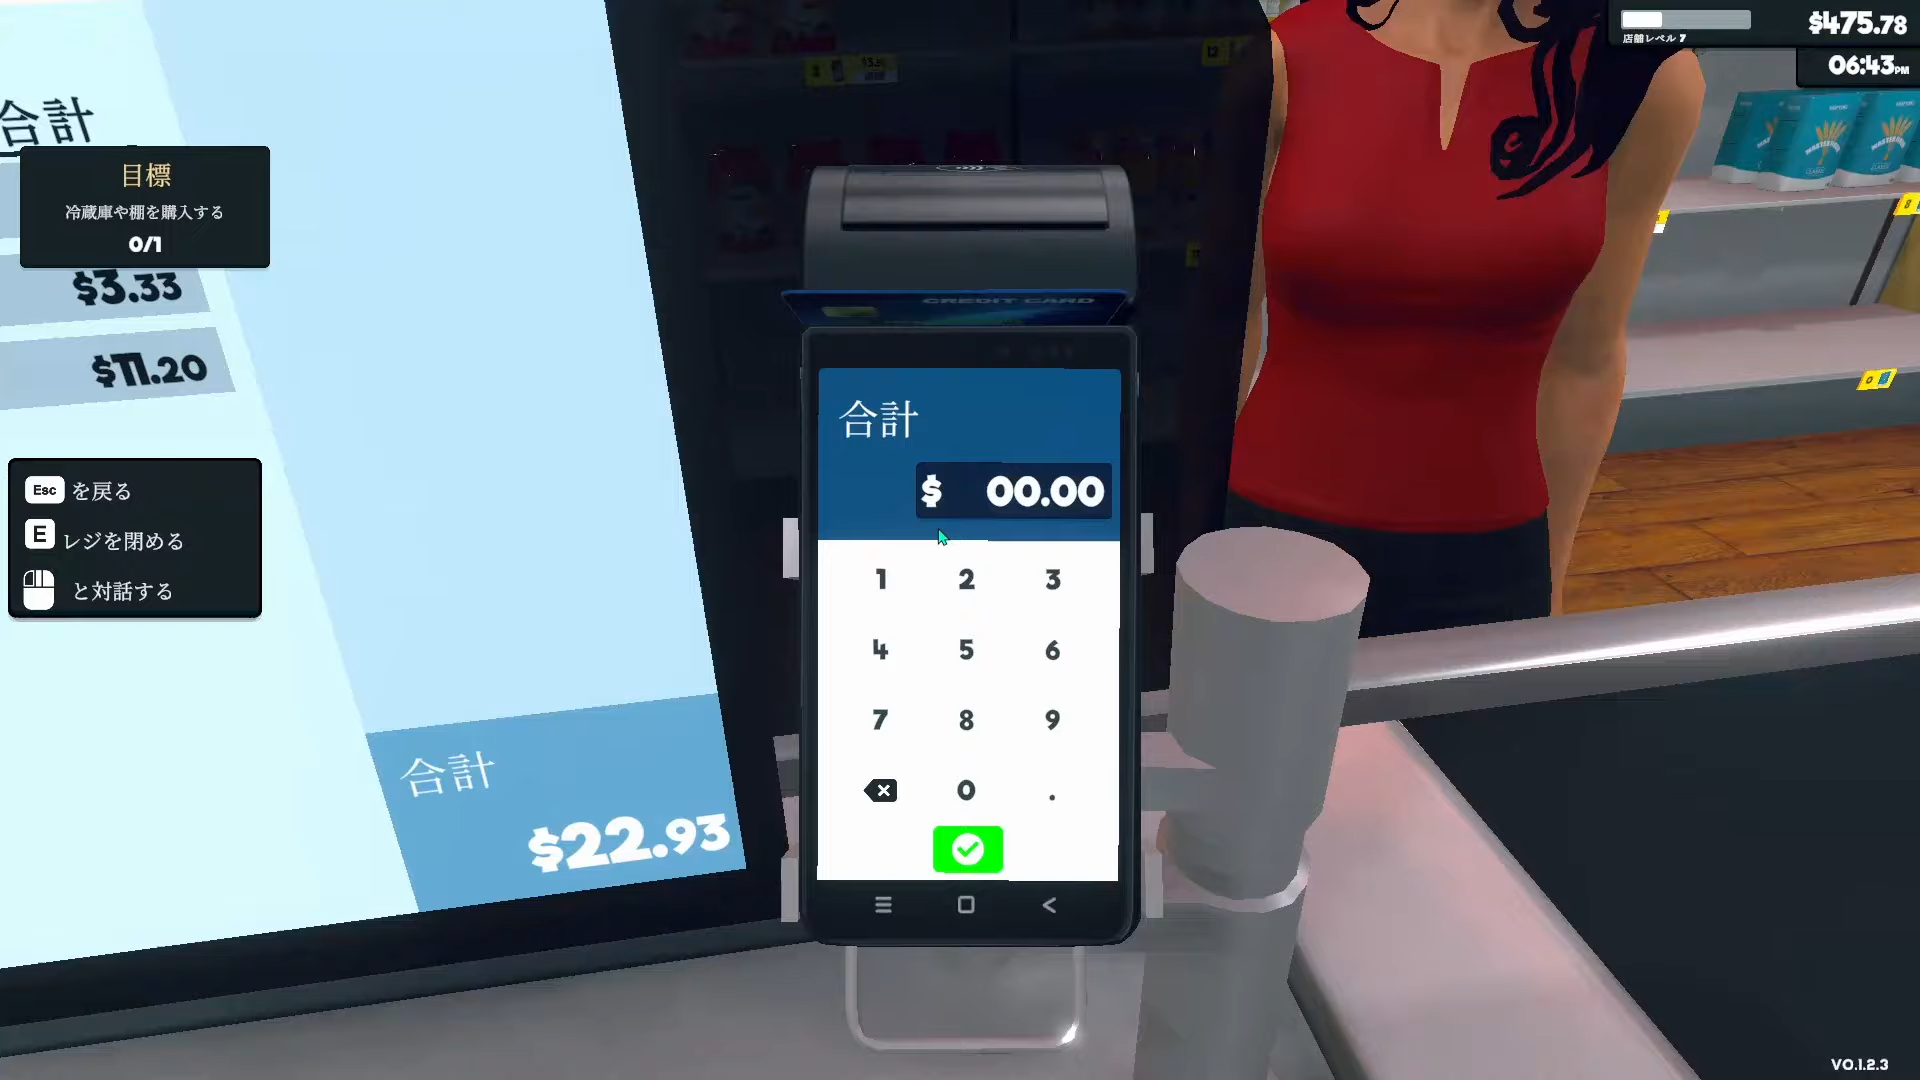 合計
目標
冷蔵庫や棚を購入する
0/1
$3.33
$11.20
Esc を戻る
E レジを閉める
と対話する
合計
$22.93
CREDIT CARD
合計
$ 00.00
1 2 3
4 5 6
7 8 9
0 .
店舗レベル 7
$475.78
06:43PM
V0.1.2.3